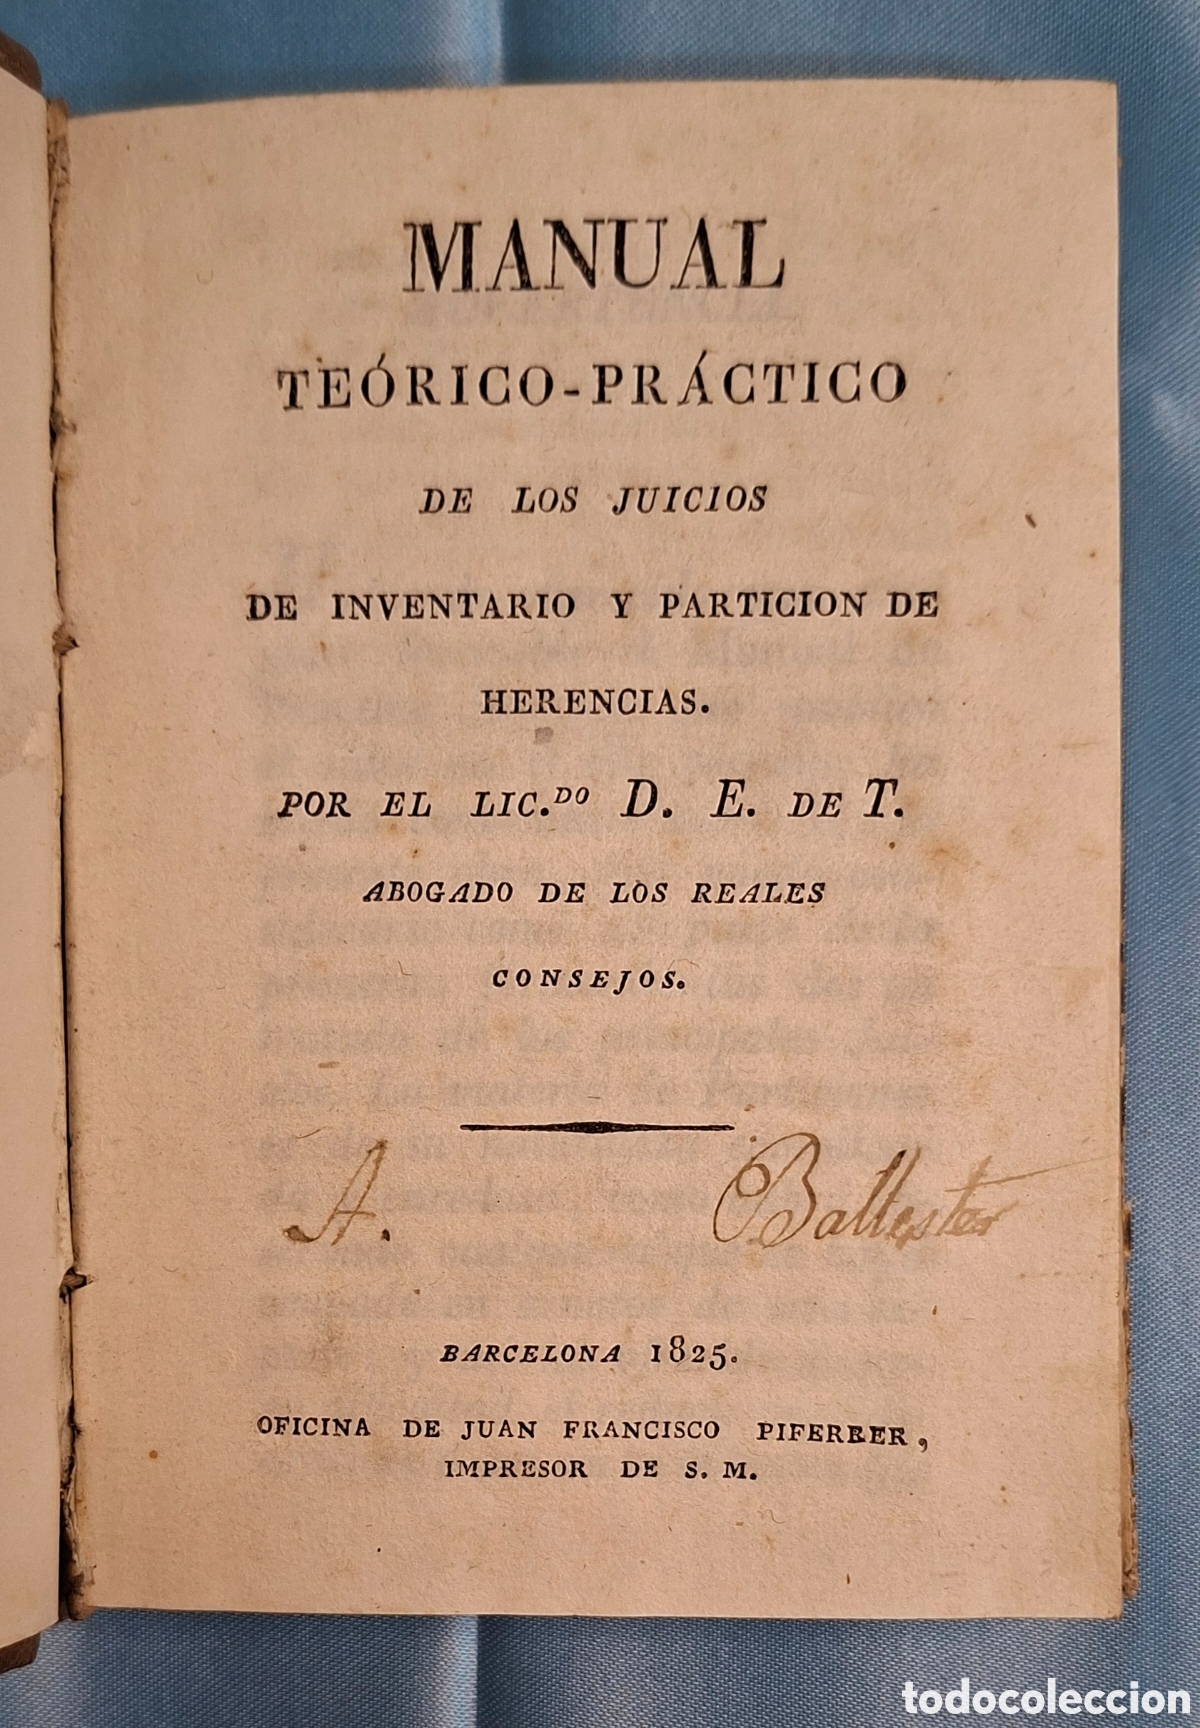 MANUAL
TEÓRICO-PRÁCTICO
DE LOS JUICIOS
DE INVENTARIO Y PARTICION DE
HERENCIAS.
POR EL LIC.DO D. E. DE T.
ABOGADO DE LOS REALES
CONSEJOS.
A. Ballester
BARCELONA 1825.
OFICINA DE JUAN FRANCISCO PIFERRER,
IMPRESOR DE S. M.
todocoleccion